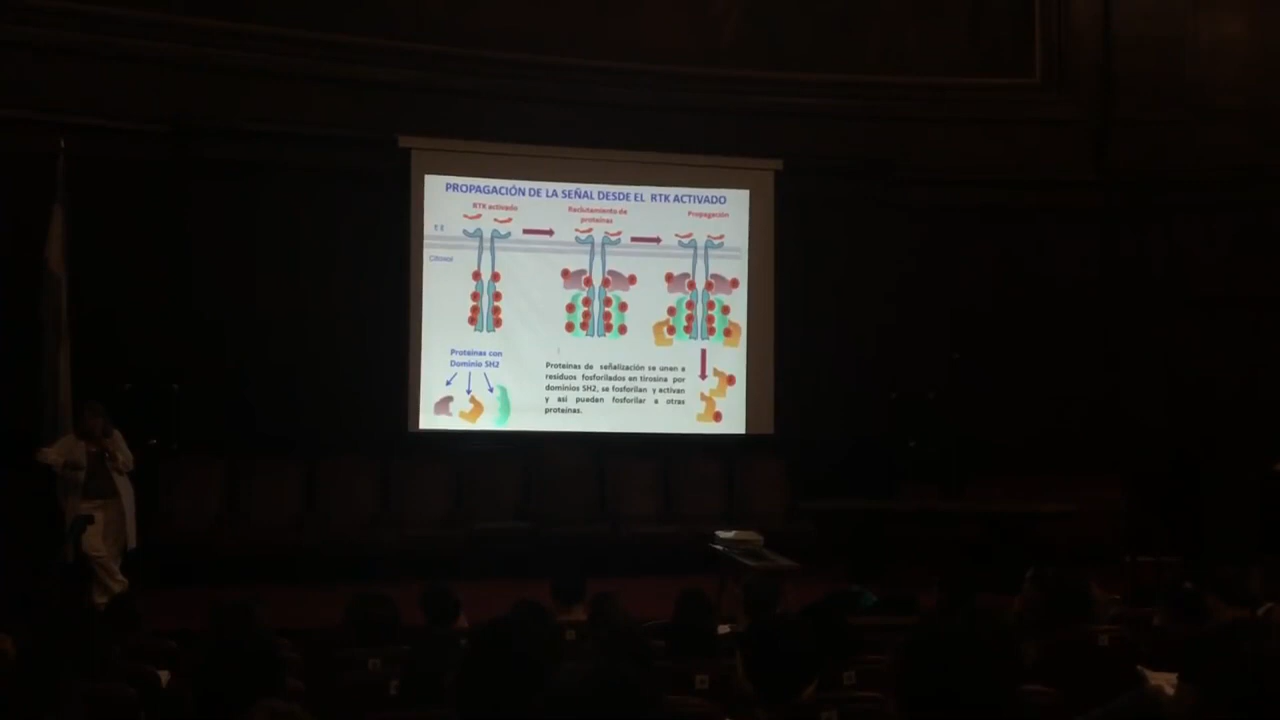 PROPAGACIÓN DE LA SEÑAL DESDE EL RTK ACTIVADO
RTK activado
Reclutamiento de
proteínas
Propagación
Citosol
Proteínas con
Dominio SH2
Proteínas de señalización se unen a
residuos fosforilados en tirosina por
dominios SH2, se fosforilan y activan
y así pueden fosforilar a otras
proteínas.